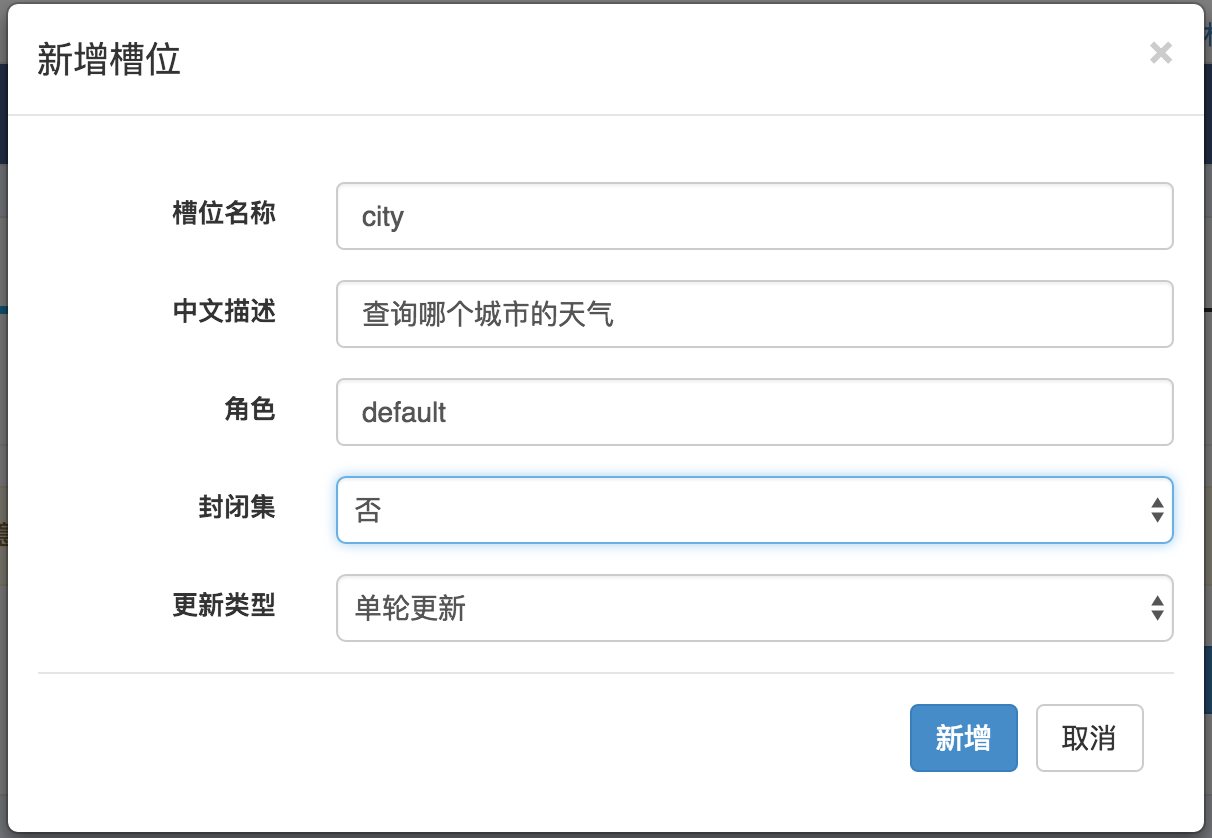 新增槽位
×
槽位名称 city
中文描述 查询哪个城市的天气
角色 default
封闭集 否
更新类型 单轮更新
新增 取消